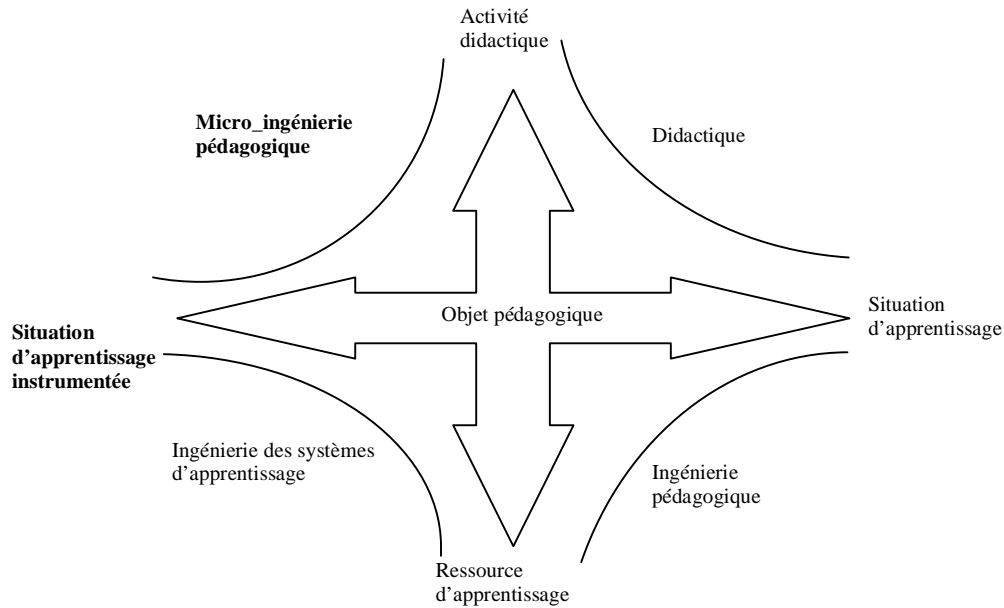 Activité
didactique
Micro_ingénierie
pédagogique
Didactique
Objet pédagogique
Situation
d'apprentissage
Situation
d'apprentissage
instrumentée
Ingénierie des systèmes
d'apprentissage
Ingénierie
pédagogique
Ressource
d'apprentissage